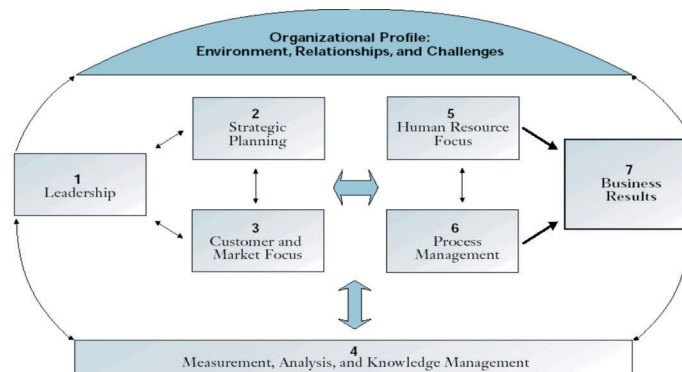 Organizational Profile:
Environment, Relationships, and Challenges
2
Strategic
Planning
5
Human Resource
Focus
1
Leadership
7
Business
Results
3
Customer and
Market Focus
6
Process
Management
4
Measurement, Analysis, and Knowledge Management